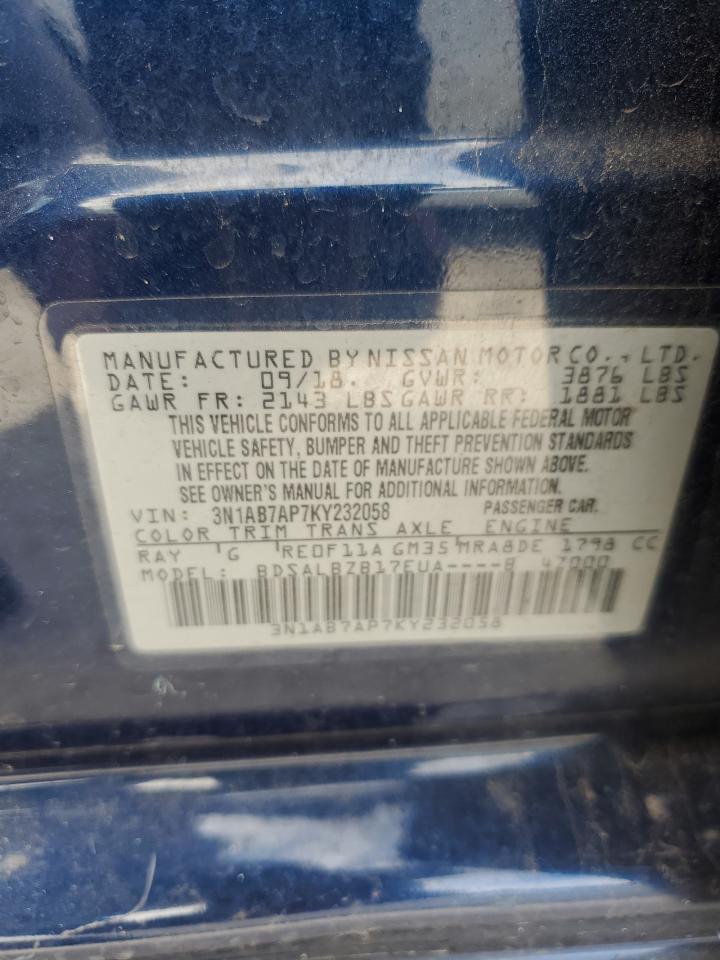 MANUFACTURED BY NISSAN MOTOR CO., LTD.
DATE: 09/18. GVWR: 3876 LBS
GAWR FR: 2143 LBS GAWR RR: 1881 LBS
THIS VEHICLE CONFORMS TO ALL APPLICABLE FEDERAL MOTOR
VEHICLE SAFETY, BUMPER AND THEFT PREVENTION STANDARDS
IN EFFECT ON THE DATE OF MANUFACTURE SHOWN ABOVE.
SEE OWNER'S MANUAL FOR ADDITIONAL INFORMATION.
VIN: 3N1AB7AP7KY232058 PASSENGER CAR.
COLOR TRIM TRANS AXLE ENGINE
RAY G RE0F11A GM35 MRA8DE 1798 CC
MODEL: BDSALBZB17EUA----B 47000
3N1AB7AP7KY232058